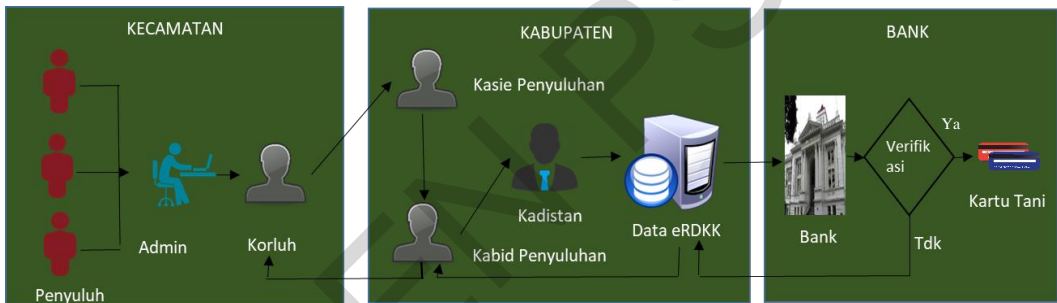 KECAMATAN
Penyuluh
Admin
Korluh
KABUPATEN
Kasie Penyuluhan
Kadistan
Kabid Penyuluhan
Data eRDKK
BANK
Bank
Verifik
asi
Ya
Tdk
Kartu Tani